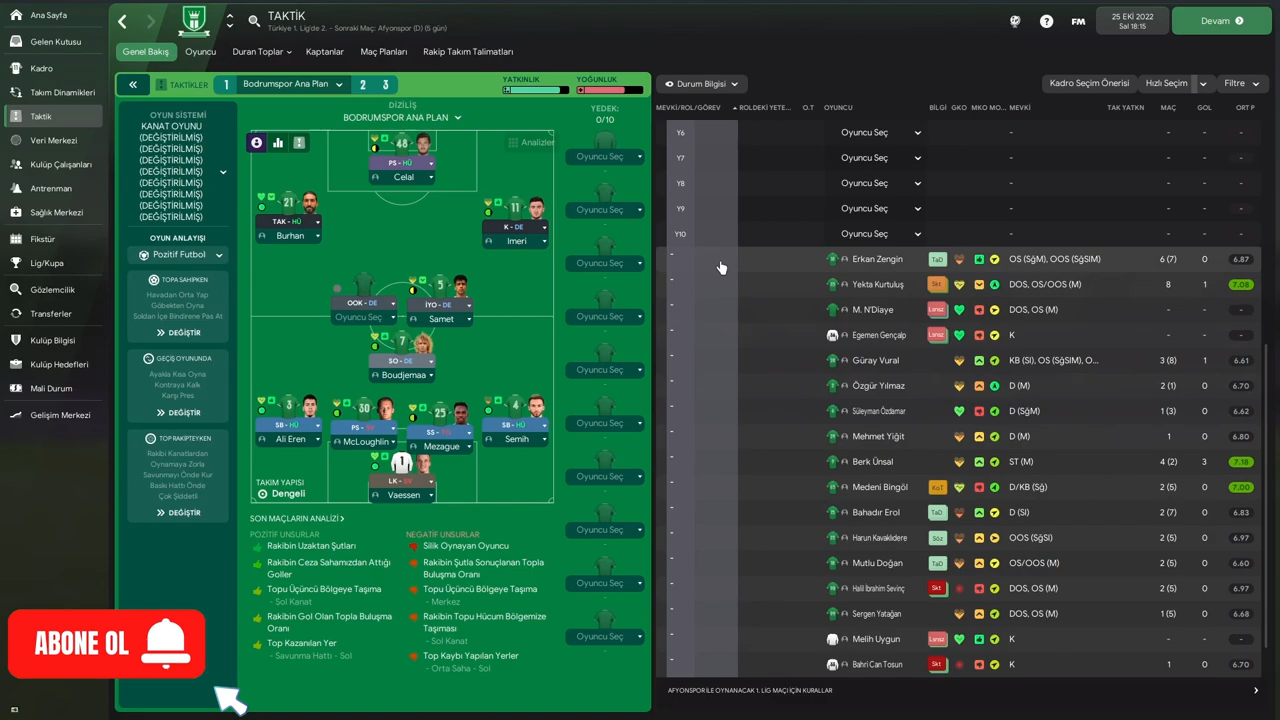 Ana Sayfa
Gelen Kutusu
Kadro
Takım Dinamikleri
Taktik
Veri Merkezi
Kulüp Çalışanları
Antrenman
Sağlık Merkezi
Fikstür
Lig/Kupa
Gözlemcilik
Transferler
Kulüp Bilgisi
Kulüp Hedefleri
Mali Durum
Gelişim Merkezi
TAKTİK
Türkiye 1. Lig'de 2. - Sonraki Maç: Afyonspor (D) (5 gün)
FM
25 EKİ 2022
Sal 18:15
Devam
Genel Bakış
Oyuncu
Duran Toplar
Kaptanlar
Maç Planları
Rakip Takım Talimatları
TAKTİKLER
1
Bodrumspor Ana Plan
2
3
YATKINLIK
YOĞUNLUK
OYUN SİSTEMİ
KANAT OYUNU
(DEĞİŞTİRİLMİŞ)
(DEĞİŞTİRİLMİŞ)
(DEĞİŞTİRİLMİŞ)
(DEĞİŞTİRİLMİŞ)
(DEĞİŞTİRİLMİŞ)
(DEĞİŞTİRİLMİŞ)
(DEĞİŞTİRİLMİŞ)
(DEĞİŞTİRİLMİŞ)
OYUN ANLAYIŞI
Pozitif Futbol
TOPA SAHİPKEN
Havadan Orta Yap
Göbekten Oyna
Soldan İçe Bindirene Pas At
DEĞİŞTİR
GEÇİŞ OYUNUNDA
Ayakla Kısa Oyna
Kontraya Kalk
Karşı Pres
DEĞİŞTİR
TOP RAKİPTEYKEN
Rakibi Kanatlardan
Oynamaya Zorla
Savunmayı Önde Kur
Baskı Hattı Önde
Çok Şiddetli
DEĞİŞTİR
DİZİLİŞ
BODRUMSPOR ANA PLAN
Analizler
48
PS - HÜ
Celal
21
TAK - HÜ
Burhan
11
K - DE
Imeri
OOK - DE
Oyuncu Seç
5
İYO - DE
Samet
7
SO - DE
Boudjemaa
3
SB - HÜ
Ali Eren
30
PS - SV
McLoughlin
25
SS - SV
Mezague
4
SB - HÜ
Semih
1
LK - SV
Vaessen
TAKIM YAPISI
Dengeli
YEDEK:
0/10
Oyuncu Seç
Oyuncu Seç
Oyuncu Seç
Oyuncu Seç
Oyuncu Seç
Oyuncu Seç
Oyuncu Seç
Oyuncu Seç
Oyuncu Seç
Oyuncu Seç
SON MAÇLARIN ANALİZİ
POZİTİF UNSURLAR
Rakibin Uzaktan Şutları
Rakibin Ceza Sahamızdan Attığı
Goller
Topu Üçüncü Bölgeye Taşıma
- Sol Kanat
Rakibin Gol Olan Topla Buluşma
Oranı
Top Kazanılan Yer
- Savunma Hattı - Sol
NEGATİF UNSURLAR
Silik Oynayan Oyuncu
Rakibin Şutla Sonuçlanan Topla
Buluşma Oranı
Topu Üçüncü Bölgeye Taşıma
- Merkez
Rakibin Topu Hücum Bölgemize
Taşıması
- Sol Kanat
Top Kaybı Yapılan Yerler
- Orta Saha - Sol
Durum Bilgisi
Kadro Seçim Önerisi
Hızlı Seçim
Filtre
MEVKİ/ROL/GÖREV ROLDEKİ YETE... O.T OYUNCU BİLGİ GKO MKO MO... MEVKİ TAK YATKN MAÇ GOL ORT P
Y6 Oyuncu Seç - - - - -
Y7 Oyuncu Seç - - - - -
Y8 Oyuncu Seç - - - - -
Y9 Oyuncu Seç - - - - -
Y10 Oyuncu Seç - - - - -
- Erkan Zengin TaD OS (SğM), OOS (SğSIM) 6 (7) 0 6.87
- Yekta Kurtuluş Skt DOS, OS/OOS (M) 8 1 7.08
- M. N'Diaye Lsnsz DOS, OS (M) - - -
- Egemen Gençalp Lsnsz K - - -
- Güray Vural KB (SI), OS (SğSIM), O... 3 (8) 1 6.61
- Özgür Yılmaz D (M) 2 (1) 0 6.70
- Süleyman Özdamar D (SğM) 1 (3) 0 6.62
- Mehmet Yiğit D (M) 1 0 6.80
- Berk Ünsal ST (M) 4 (2) 3 7.18
- Medeni Bingöl KoT D/KB (Sğ) 2 (5) 0 7.00
- Bahadır Erol TaD D (SI) 2 (7) 0 6.83
- Harun Kavaklıdere Söz OOS (SğSI) 4 (5) 0 6.97
- Mutlu Doğan TaD OS/OOS (M) 2 0 6.70
- Halil İbrahim Sevinç Skt DOS, OS (M) 2 (5) 0 6.97
- Sergen Yatağan DOS, OS (M) 1 (5) 0 6.68
- Melih Uygun Lsnsz K - - -
- Bahri Can Tosun Skt K 1 0 6.70
AFYONSPOR İLE OYNANACAK 1. LİG MAÇI İÇİN KURALLAR
ABONE OL